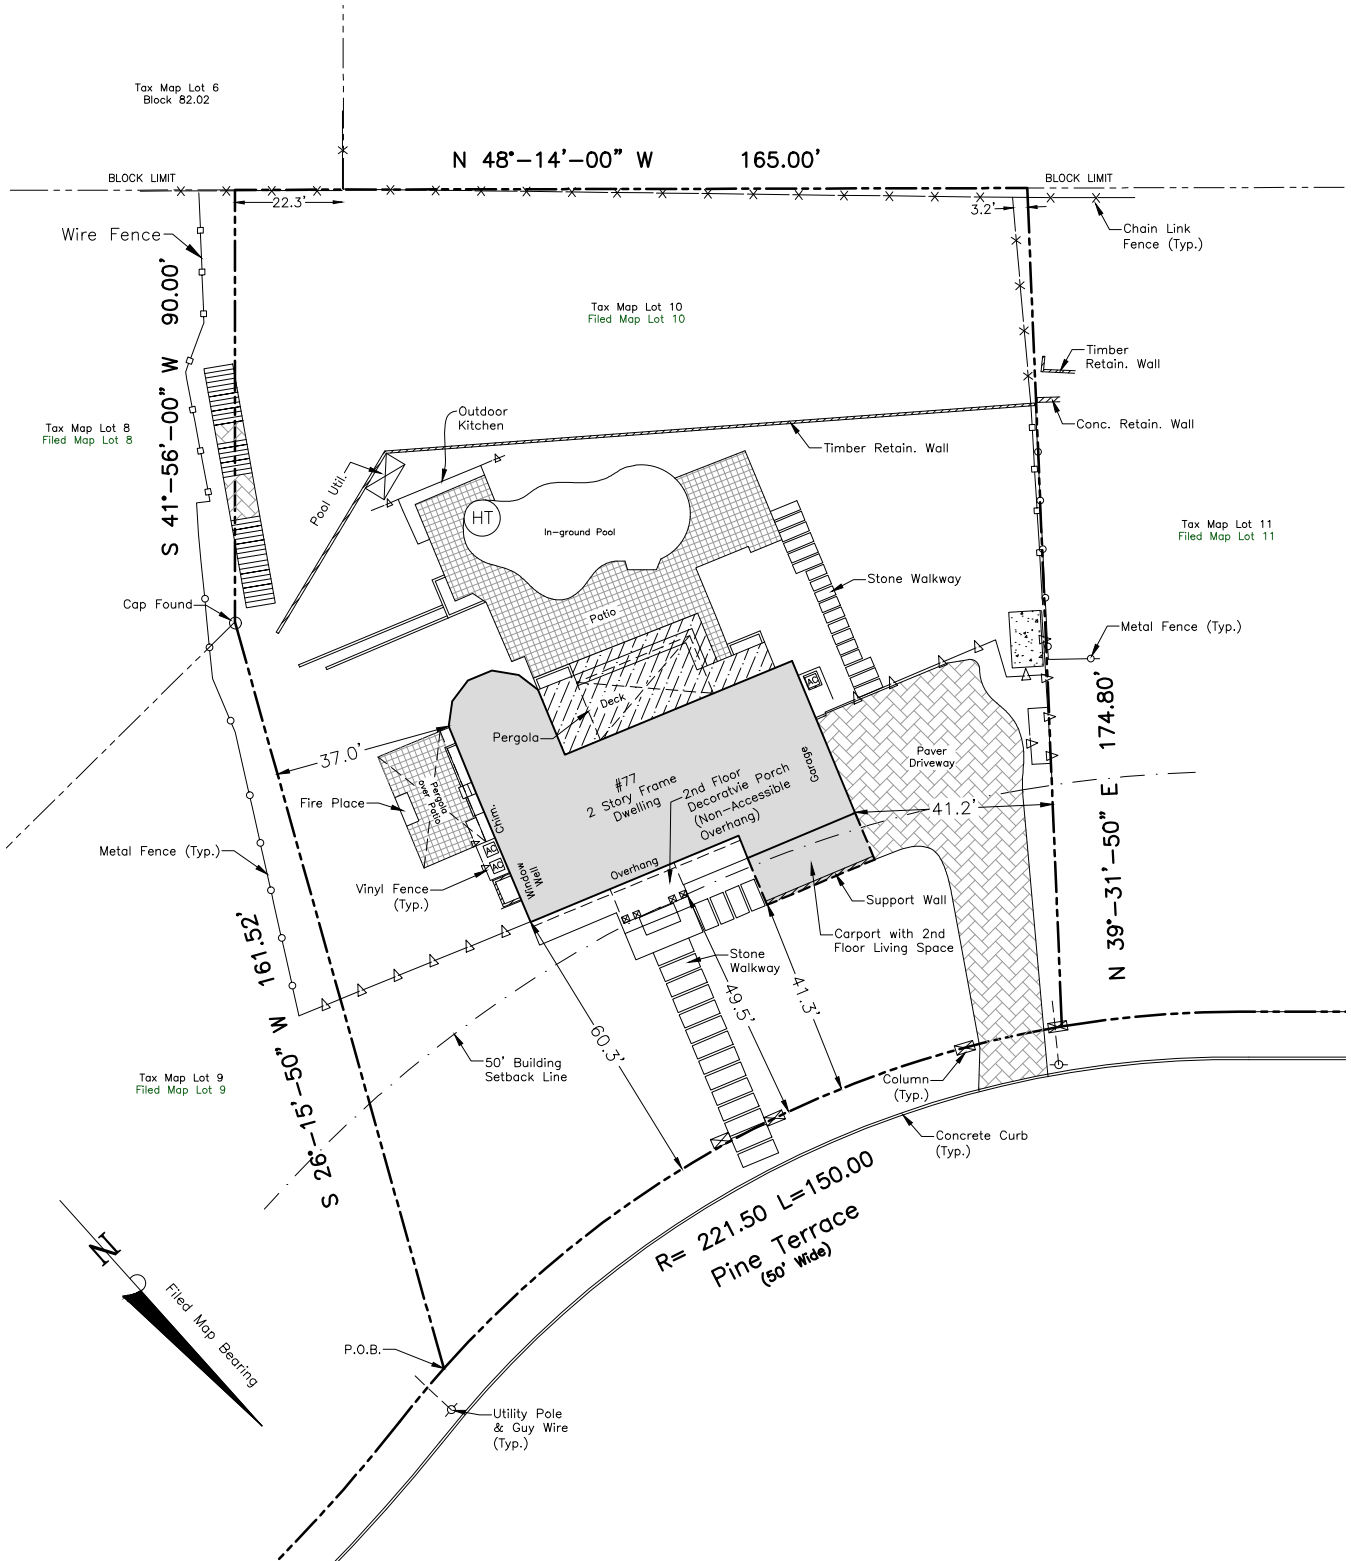 Tax Map Lot 6
Block 82.02
N 48°-14'-00" W 165.00'
BLOCK LIMIT
BLOCK LIMIT
22.3'
3.2'
Chain Link
Fence (Typ.)
Wire Fence
S 41°-56'-00" W 90.00'
Tax Map Lot 10
Filed Map Lot 10
Timber
Retain. Wall
Outdoor
Kitchen
Conc. Retain. Wall
Tax Map Lot 8
Filed Map Lot 8
Timber Retain. Wall
Pool Util.
HT
In-ground Pool
Tax Map Lot 11
Filed Map Lot 11
Stone Walkway
Cap Found
Patio
Metal Fence (Typ.)
AC
Deck
Pergola
37.0'
Garage
Paver
Driveway
N 39°-31'-50" E 174.80'
#77
2 Story Frame
Dwelling
2nd Floor
Decoratvie Porch
(Non-Accessible
Overhang)
Pergola
over Patio
Fire Place
Chim.
41.2'
Metal Fence (Typ.)
AC
AC
Overhang
Window
Well
Vinyl Fence
(Typ.)
Support Wall
Carport with 2nd
Floor Living Space
Stone
Walkway
S 26°-15'-50" W 161.52'
60.3'
49.5'
41.3'
50' Building
Setback Line
Tax Map Lot 9
Filed Map Lot 9
Column
(Typ.)
Concrete Curb
(Typ.)
R= 221.50 L=150.00
Pine Terrace
(50' Wide)
N
Filed Map Bearing
P.O.B.
Utility Pole
& Guy Wire
(Typ.)